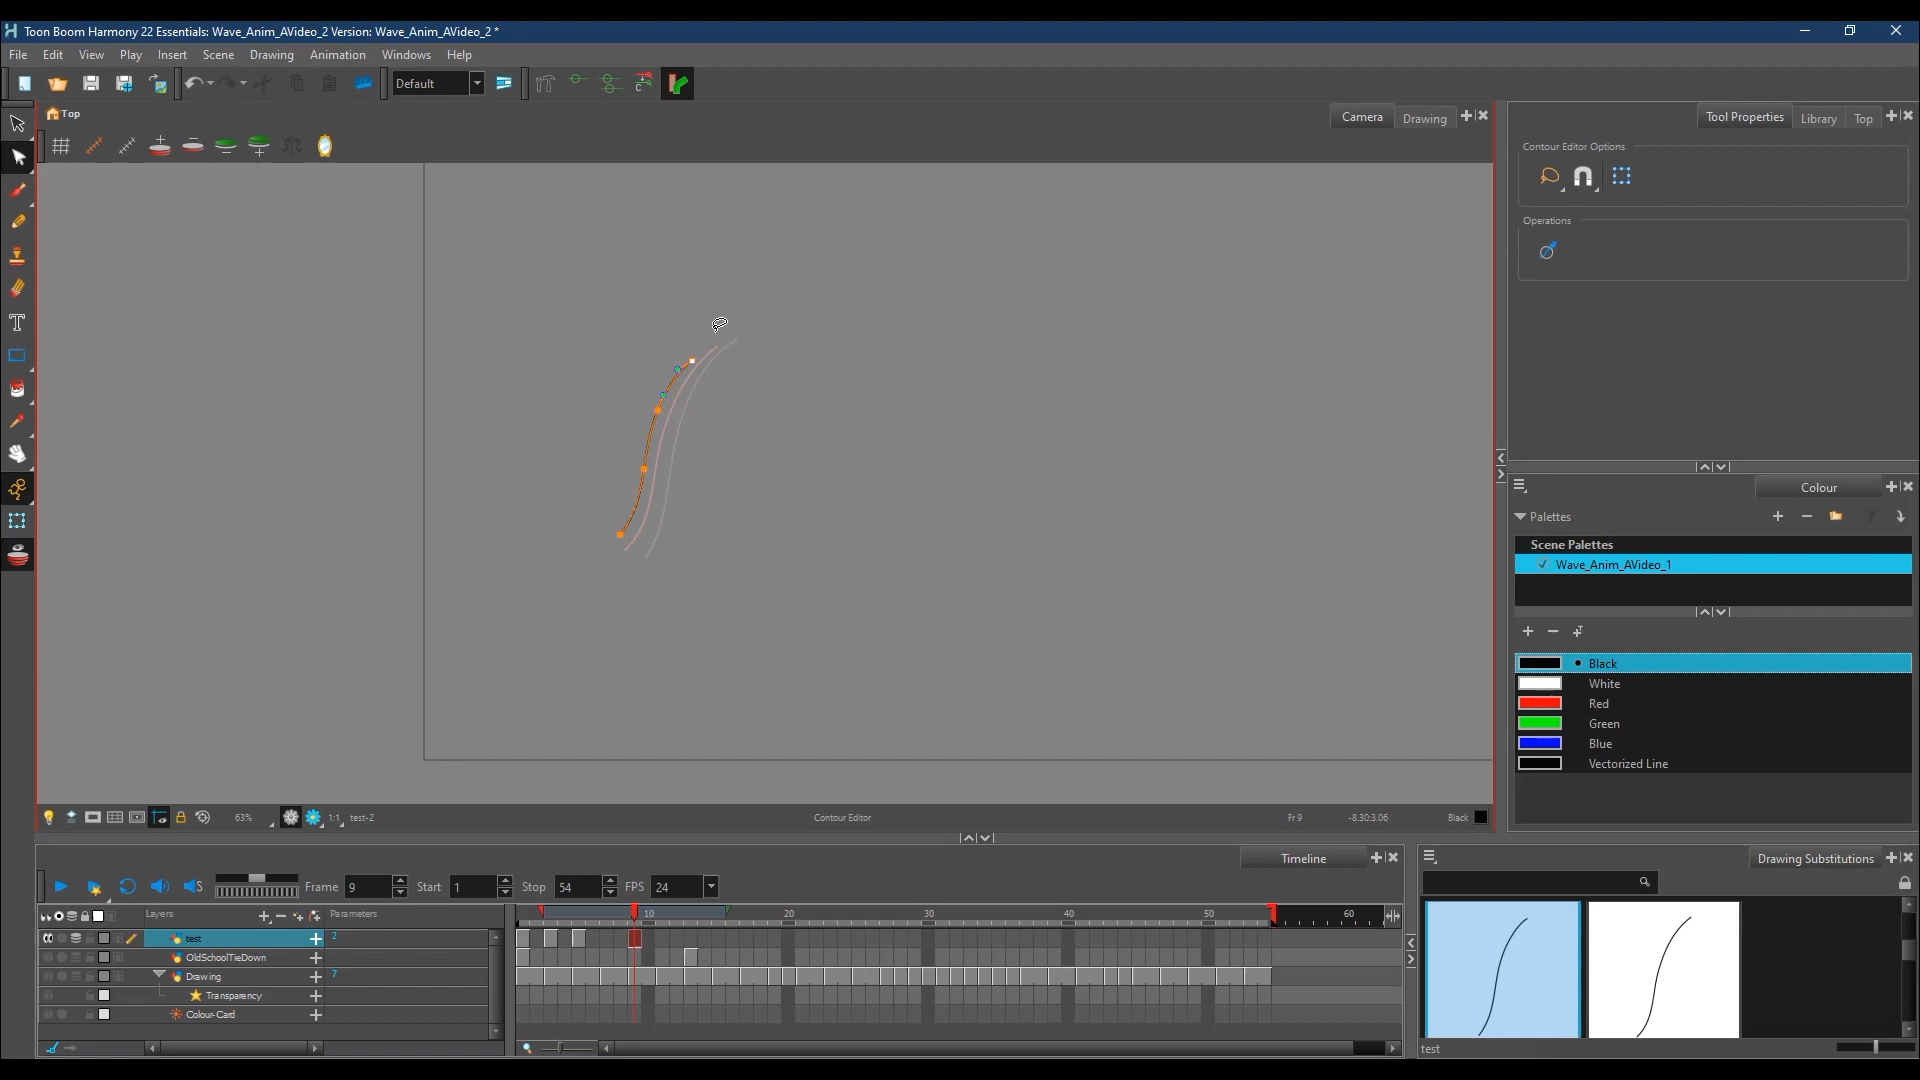 Toon Boom Harmony 22 Essentials: Wave_Anim_AVideo_2 Version: Wave_Anim_AVideo_2 *
File Edit View Play Insert Scene Drawing Animation Windows Help
Default
Top Camera Drawing Tool Properties Library Top
Contour Editor Options
Operations
Colour
Palettes
Scene Palettes
Wave_Anim_AVideo_1
Black
White
Red
Green
Blue
Vectorized Line
63% 1:1 test-2 Contour Editor Fr 9 -8.30:3.06 Black
Timeline Drawing Substitutions
Frame 9 Start 1 Stop 54 FPS 24
Layers Parameters 10 20 30 40 50 60
test 2
OldSchoolTieDown
Drawing 7
Transparency
Colour-Card
test